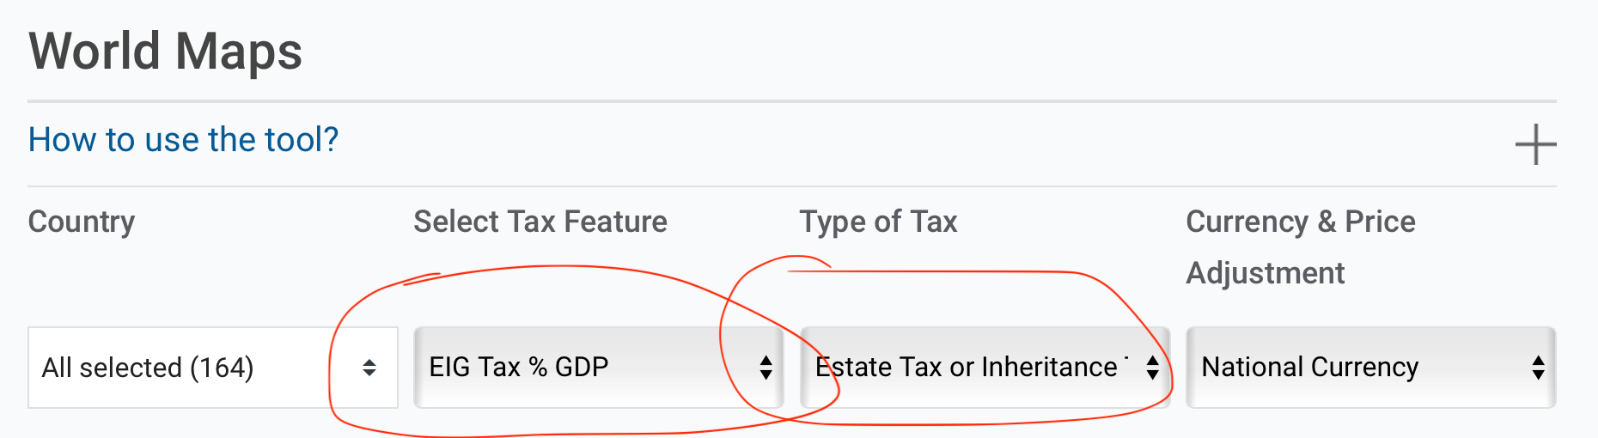 World Maps
How to use the tool?
Country
Select Tax Feature
Type of Tax
Currency & Price
Adjustment
All selected (164)
EIG Tax % GDP
Estate Tax or Inheritance
National Currency